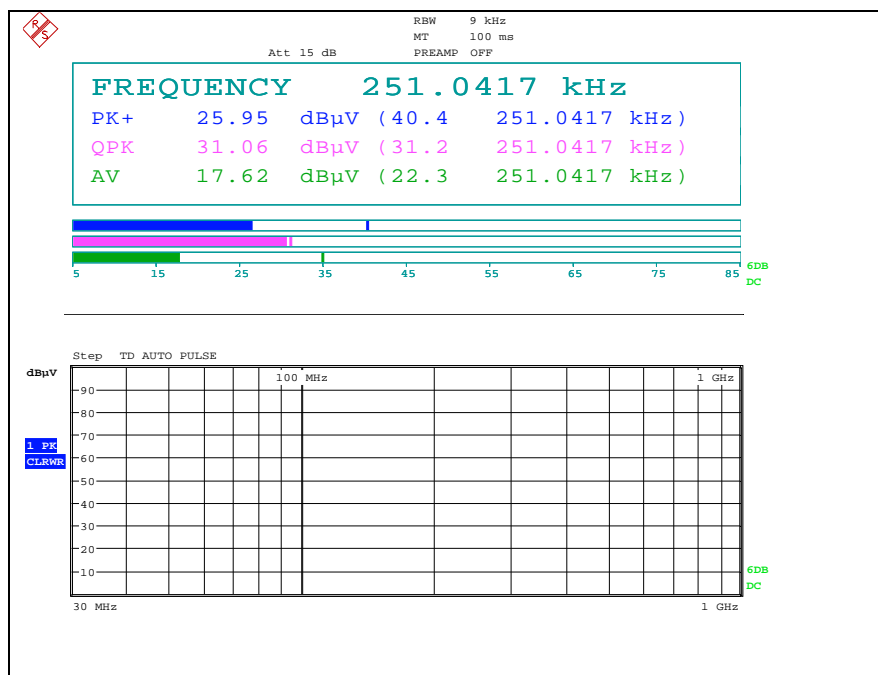 R S
RBW 9 kHz
MT 100 ms
Att 15 dB PREAMP OFF
FREQUENCY 251.0417 kHz
PK+ 25.95 dBµV (40.4 251.0417 kHz)
QPK 31.06 dBµV (31.2 251.0417 kHz)
AV 17.62 dBµV (22.3 251.0417 kHz)
5 15 25 35 45 55 65 75 85
6DB
DC
Step TD AUTO PULSE
dBµV
100 MHz 1 GHz
90
80
70
1 PK
CLRWR
60
50
40
30
20
10
6DB
DC
30 MHz 1 GHz